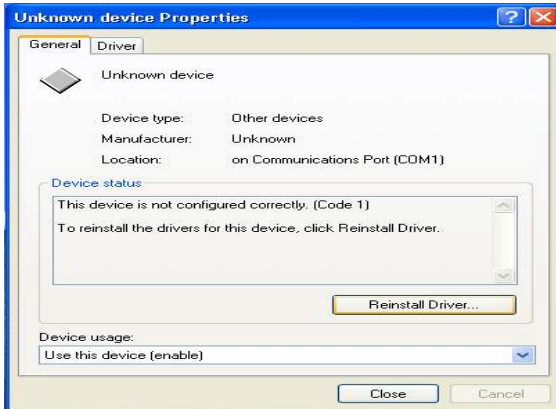 Unknown device Properties
General Driver
Unknown device
Device type: Other devices
Manufacturer: Unknown
Location: on Communications Port (COM1)
Device status
This device is not configured correctly. (Code 1)
To reinstall the drivers for this device, click Reinstall Driver.
Reinstall Driver...
Device usage:
Use this device (enable)
Close Cancel